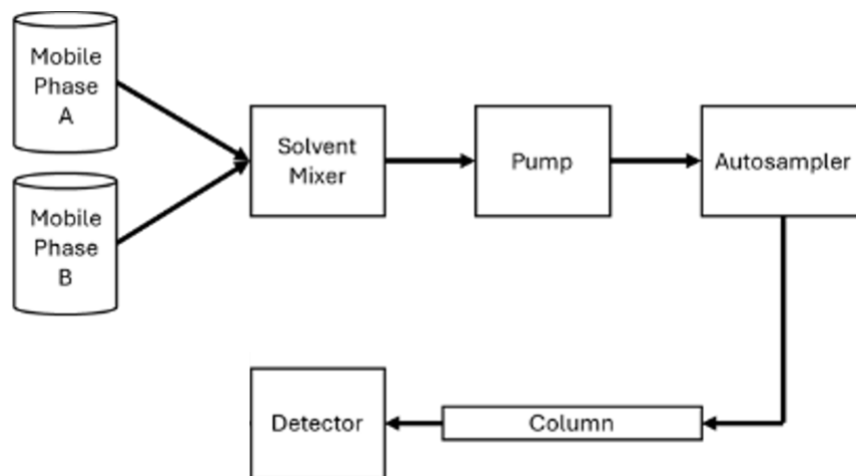 Mobile
Phase
A
Mobile
Phase
B
Solvent
Mixer
Pump
Autosampler
Detector
Column